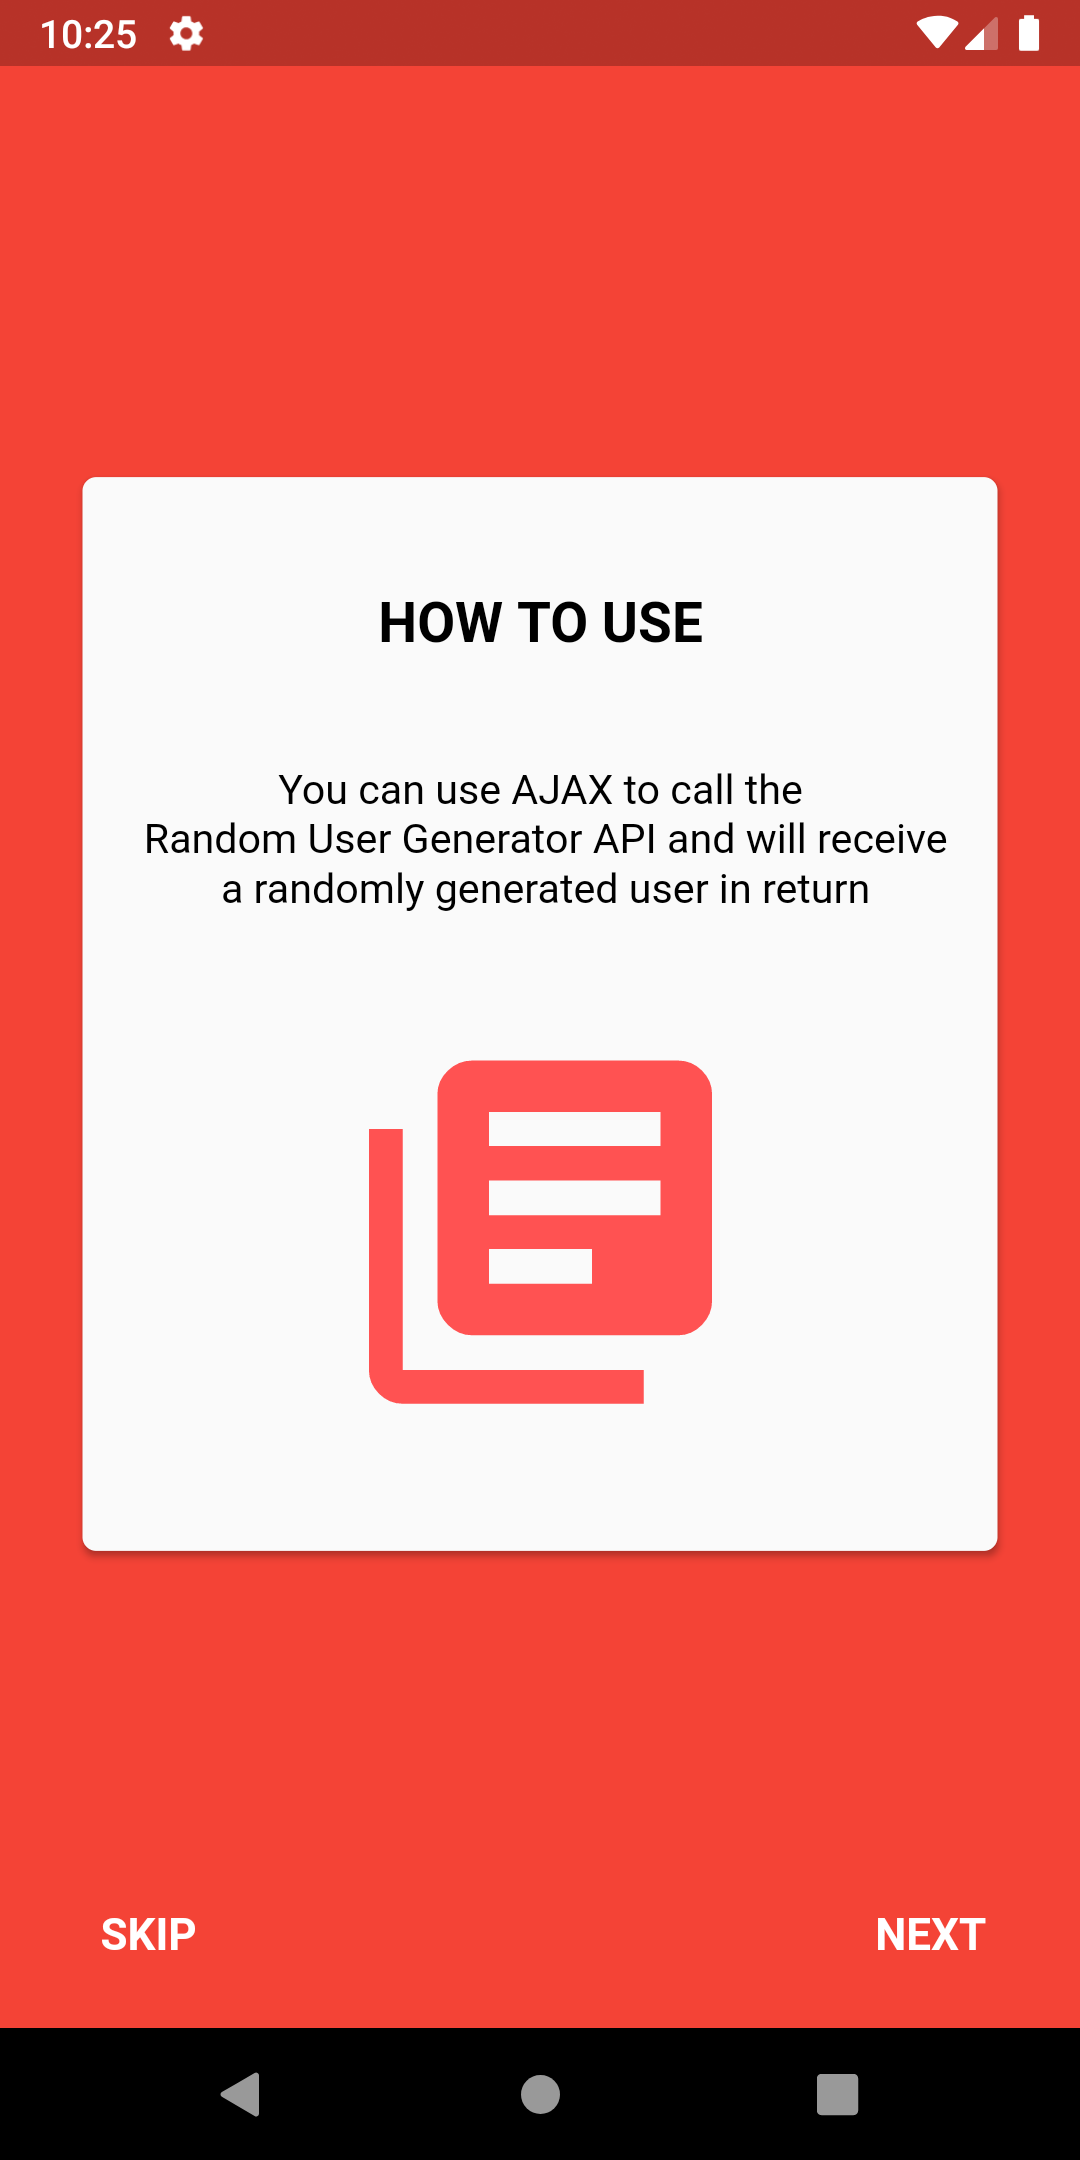 10:25
HOW TO USE
You can use AJAX to call the
Random User Generator API and will receive
a randomly generated user in return
SKIP
NEXT